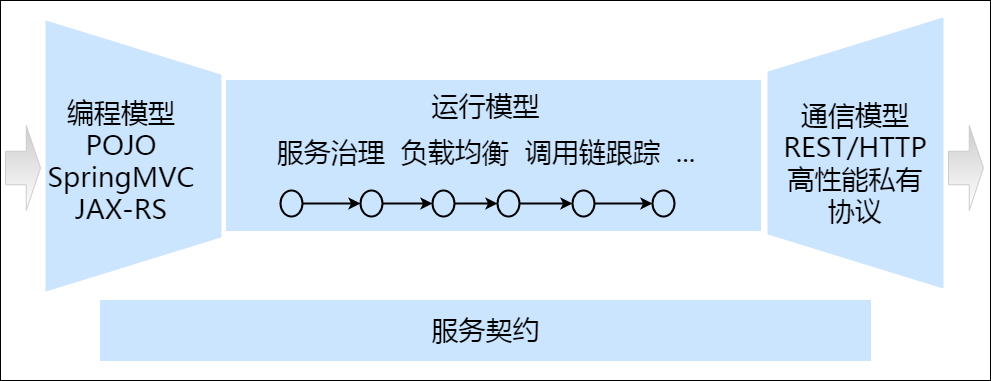 编程模型
POJO
SpringMVC
JAX-RS
运行模型
服务治理 负载均衡 调用链跟踪 ...
通信模型
REST/HTTP
高性能私有
协议
服务契约